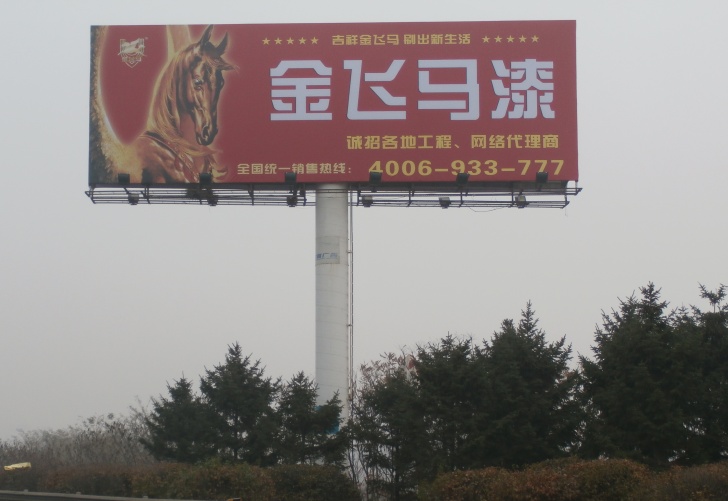 ★★★★★ 吉祥金飞马 刷出新生活 ★★★★★
金飞马漆
诚招各地工程、网络代理商
全国统一销售热线：4006-933-777